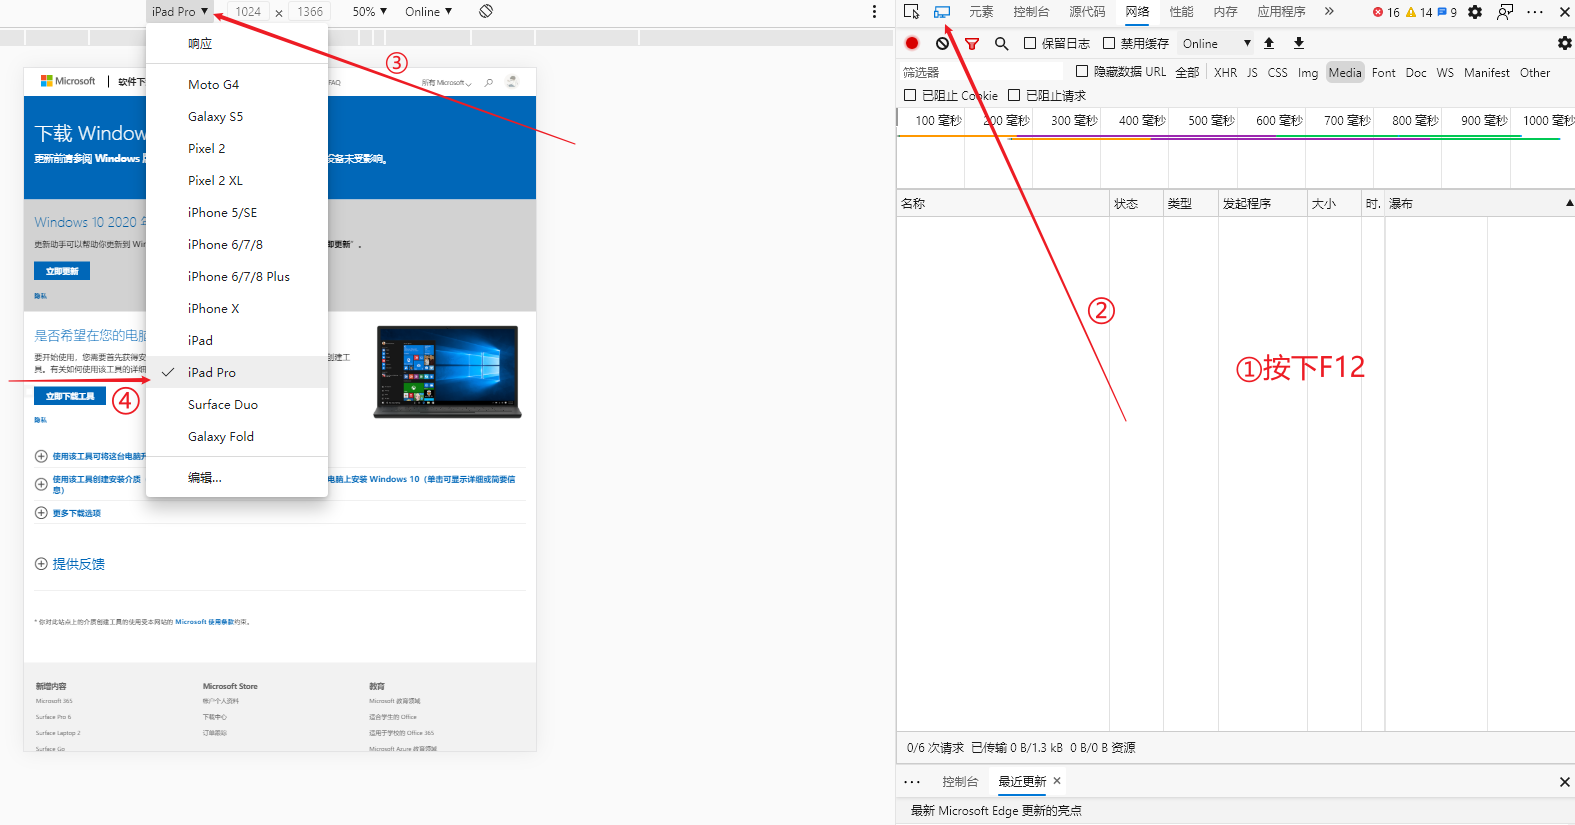 iPad Pro ▼ 1024 × 1366 50% ▼ Online ▼
响应
Moto G4
Galaxy S5
Pixel 2
Pixel 2 XL
iPhone 5/SE
iPhone 6/7/8
iPhone 6/7/8 Plus
iPhone X
iPad
iPad Pro
Surface Duo
Galaxy Fold
编辑...
③
④
Microsoft 软件下 FAQ 所有 Microsoft
下载 Window
更新前请参阅 Windows 设备未受影响。
Windows 10 2020
更新助手可以帮助你更新到 Wi 即更新"。
立即更新
隐私
是否希望在您的电脑
要开始使用，您需要首先获得安 创建工
具。有关如何使用该工具的详细
立即下载工具
隐私
使用该工具可将这台电脑升
使用该工具创建安装介质 电脑上安装 Windows 10（单击可显示详细或简要信
息）
更多下载选项
提供反馈
* 你对此站点上的介质创建工具的使用受本网站的 Microsoft 使用条款约束。
新增内容 Microsoft Store 教育
Microsoft 365 帐户个人资料 Microsoft 教育领域
Surface Pro 6 下载中心 适合学生的 Office
Surface Laptop 2 订单跟踪 适用于学校的 Office 365
Surface Go Microsoft Azure 教育领域
元素 控制台 源代码 网络 性能 内存 应用程序 » 16 14 9
保留日志 禁用缓存 Online ▼
筛选器 隐藏数据 URL 全部 XHR JS CSS Img Media Font Doc WS Manifest Other
已阻止 Cookie 已阻止请求
100 毫秒 200 毫秒 300 毫秒 400 毫秒 500 毫秒 600 毫秒 700 毫秒 800 毫秒 900 毫秒 1000 毫秒
名称 状态 类型 发起程序 大小 时. 瀑布
②
①按下F12
0/6 次请求 已传输 0 B/1.3 kB 0 B/0 B 资源
控制台 最近更新
最新 Microsoft Edge 更新的亮点